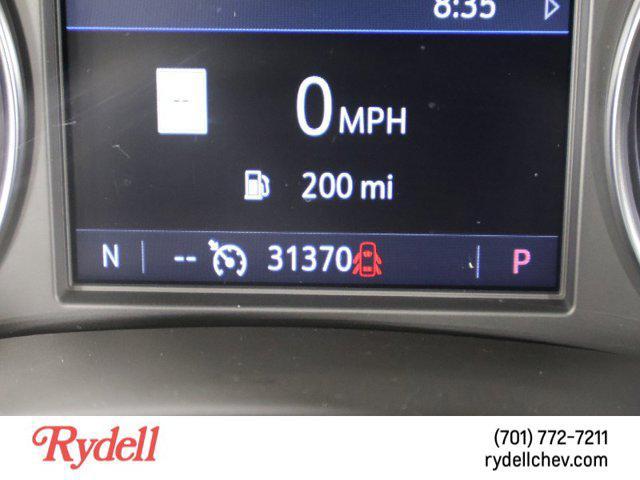 8:35
--
0 MPH
200 mi
N -- 31370 P
Rydell
(701) 772-7211
rydellchev.com